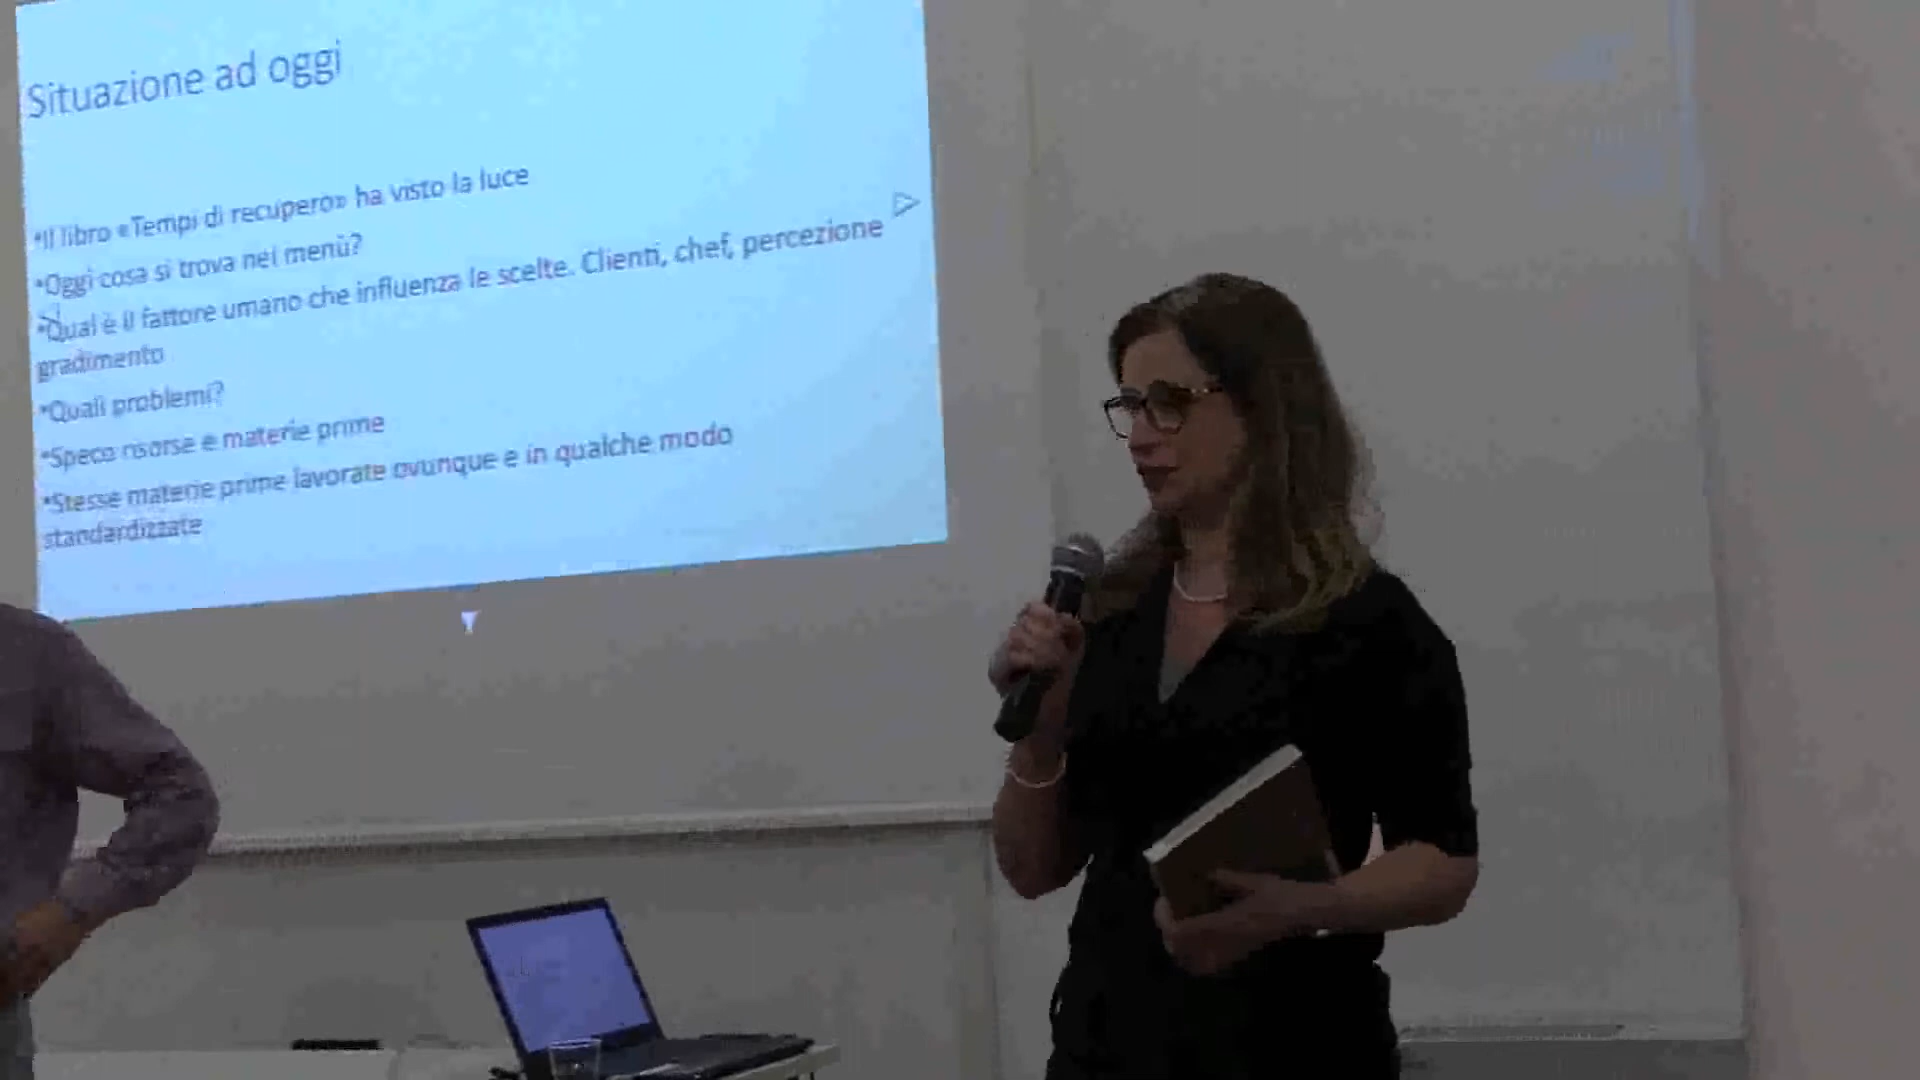 Situazione ad oggi
•Il libro «Tempi di recupero» ha visto la luce
•Oggi cosa si trova nei menù?
•Qual è il fattore umano che influenza le scelte. Clienti, chef, percezione
gradimento
•Quali problemi?
•Speco risorse e materie prime
•Stesse materie prime lavorate ovunque e in qualche modo
standardizzate